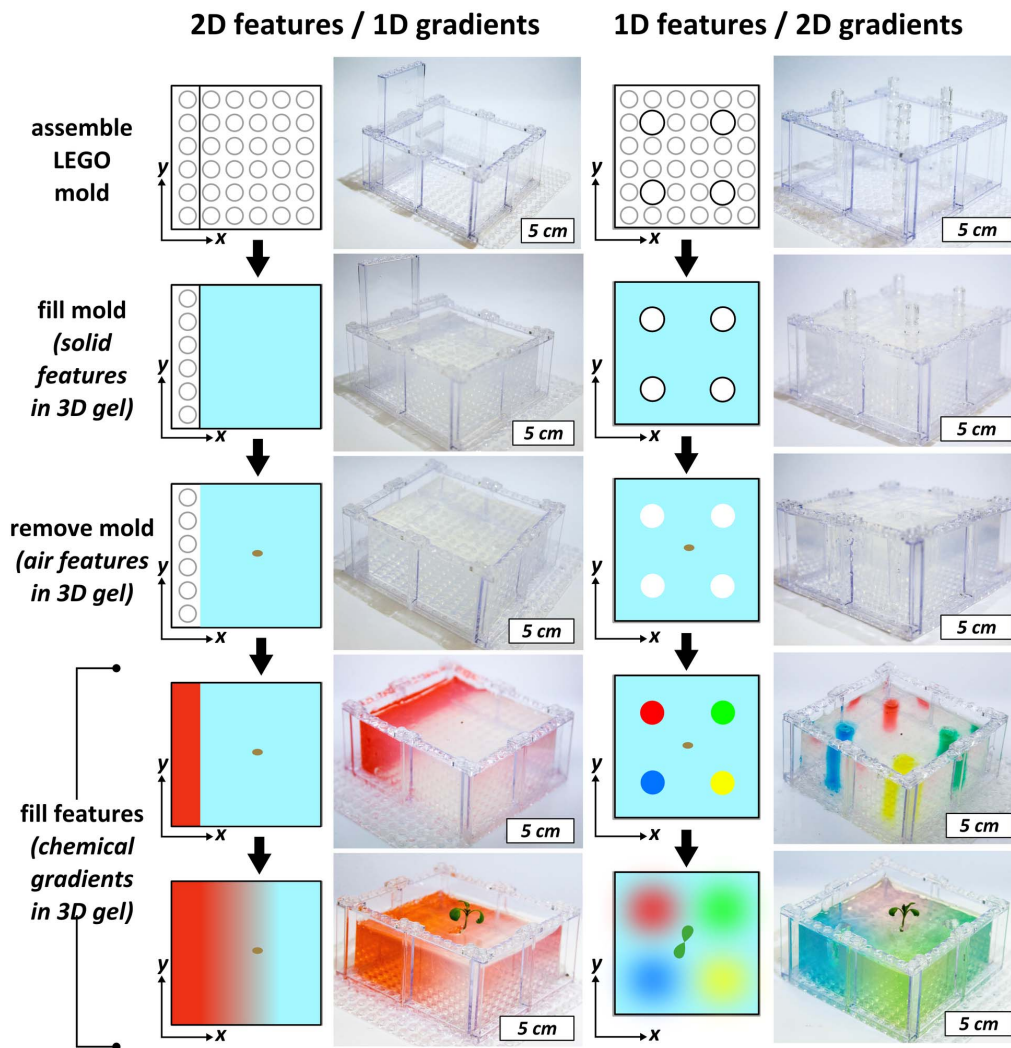 2D features / 1D gradients
1D features / 2D gradients
assemble
LEGO
mold
y
x
5 cm
y
x
5 cm
fill mold
(solid
features
in 3D gel)
y
x
5 cm
y
x
5 cm
remove mold
(air features
in 3D gel)
y
x
5 cm
y
x
5 cm
fill features
(chemical
gradients
in 3D gel)
y
x
5 cm
y
x
5 cm
y
x
5 cm
y
x
5 cm